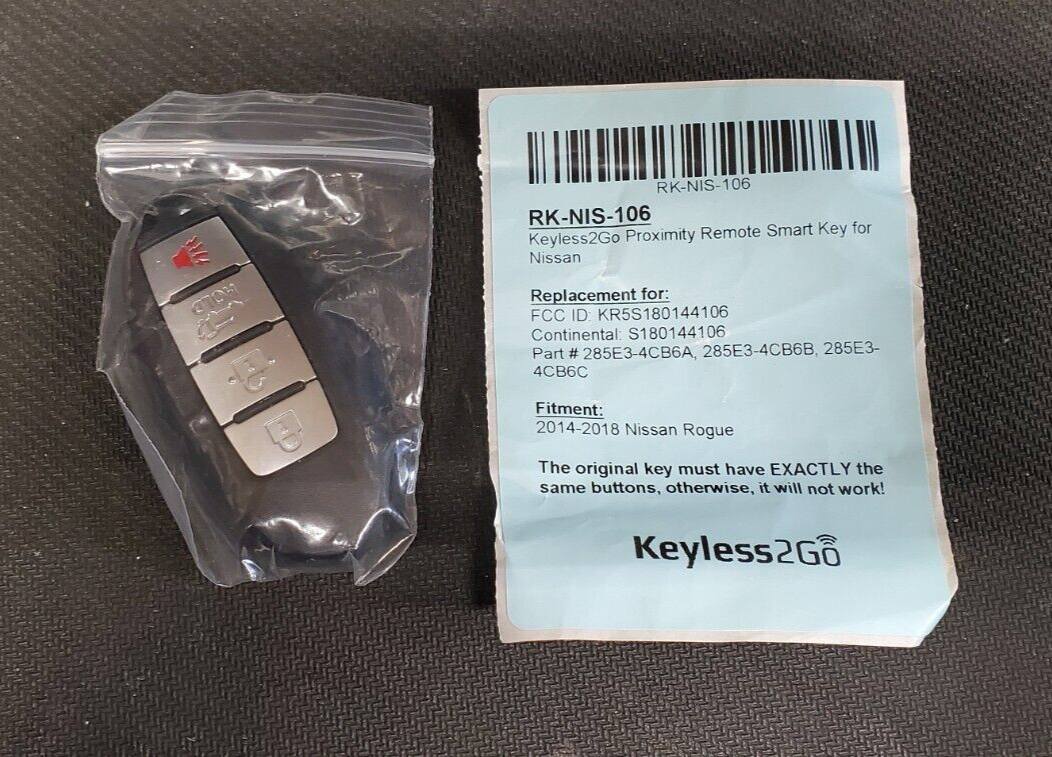 HOLD
RK-NIS-106
RK-NIS-106
Keyless2Go Proximity Remote Smart Key for
Nissan
Replacement for:
FCC ID: KR5S180144106
Continental: S180144106
Part # 285E3-4CB6A, 285E3-4CB6B, 285E3-
4CB6C
Fitment:
2014-2018 Nissan Rogue
The original key must have EXACTLY the
same buttons, otherwise, it will not work!
Keyless2Go